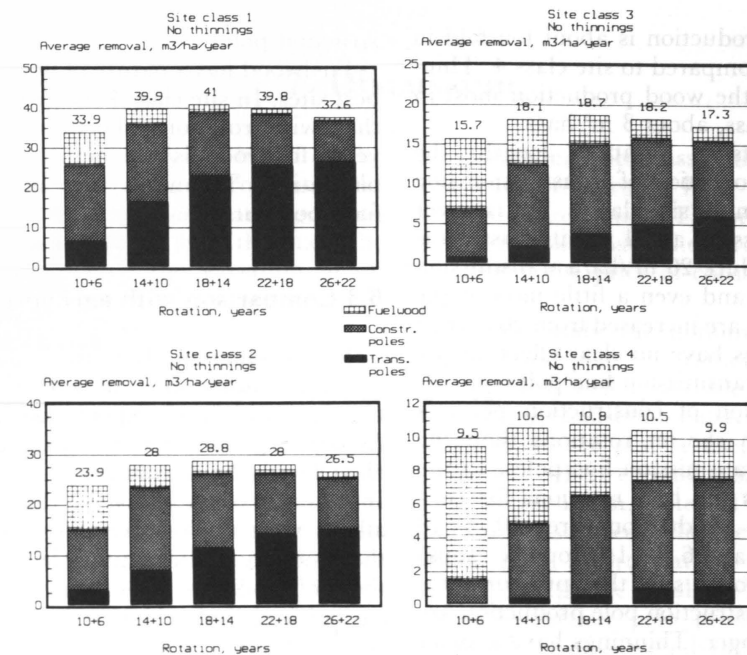 Site class 1
No thinnings
Average removal, m3/ha/year
50
40
30
20
10
0
33.9
39.9
41
39.8
37.6
10+6 14+10 18+14 22+18 26+22
Rotation, years
Site class 3
No thinnings
Average removal, m3/ha/year
25
20
15
10
5
0
15.7
18.1
18.7
18.2
17.3
10+6 14+10 18+14 22+18 26+22
Rotation, years
Fuelwood
Constr.
poles
Trans.
poles
Site class 2
No thinnings
Average removal, m3/ha/year
40
30
20
10
0
23.9
28
28.8
28
26.5
10+6 14+10 18+14 22+18 26+22
Rotation, years
Site class 4
No thinnings
Average removal, m3/ha/year
12
10
8
6
4
2
0
9.5
10.6
10.8
10.5
9.9
10+6 14+10 18+14 22+18 26+22
Rotation, years